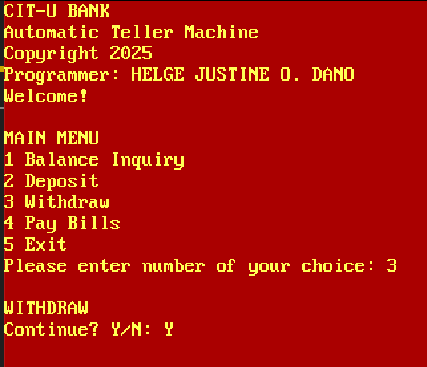 CIT-U BANK
Automatic Teller Machine
Copyright 2025
Programmer: HELGE JUSTINE O. DANO
Welcome!
MAIN MENU
1 Balance Inquiry
2 Deposit
3 Withdraw
4 Pay Bills
5 Exit
Please enter number of your choice: 3
WITHDRAW
Continue? Y/N: Y